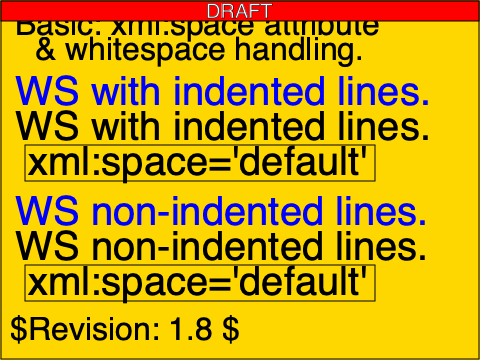 DRAFT
Basic: xml:space attribute
& whitespace handling.
WS with indented lines.
WS with indented lines.
xml:space='default'
WS non-indented lines.
WS non-indented lines.
xml:space='default'
$Revision: 1.8 $